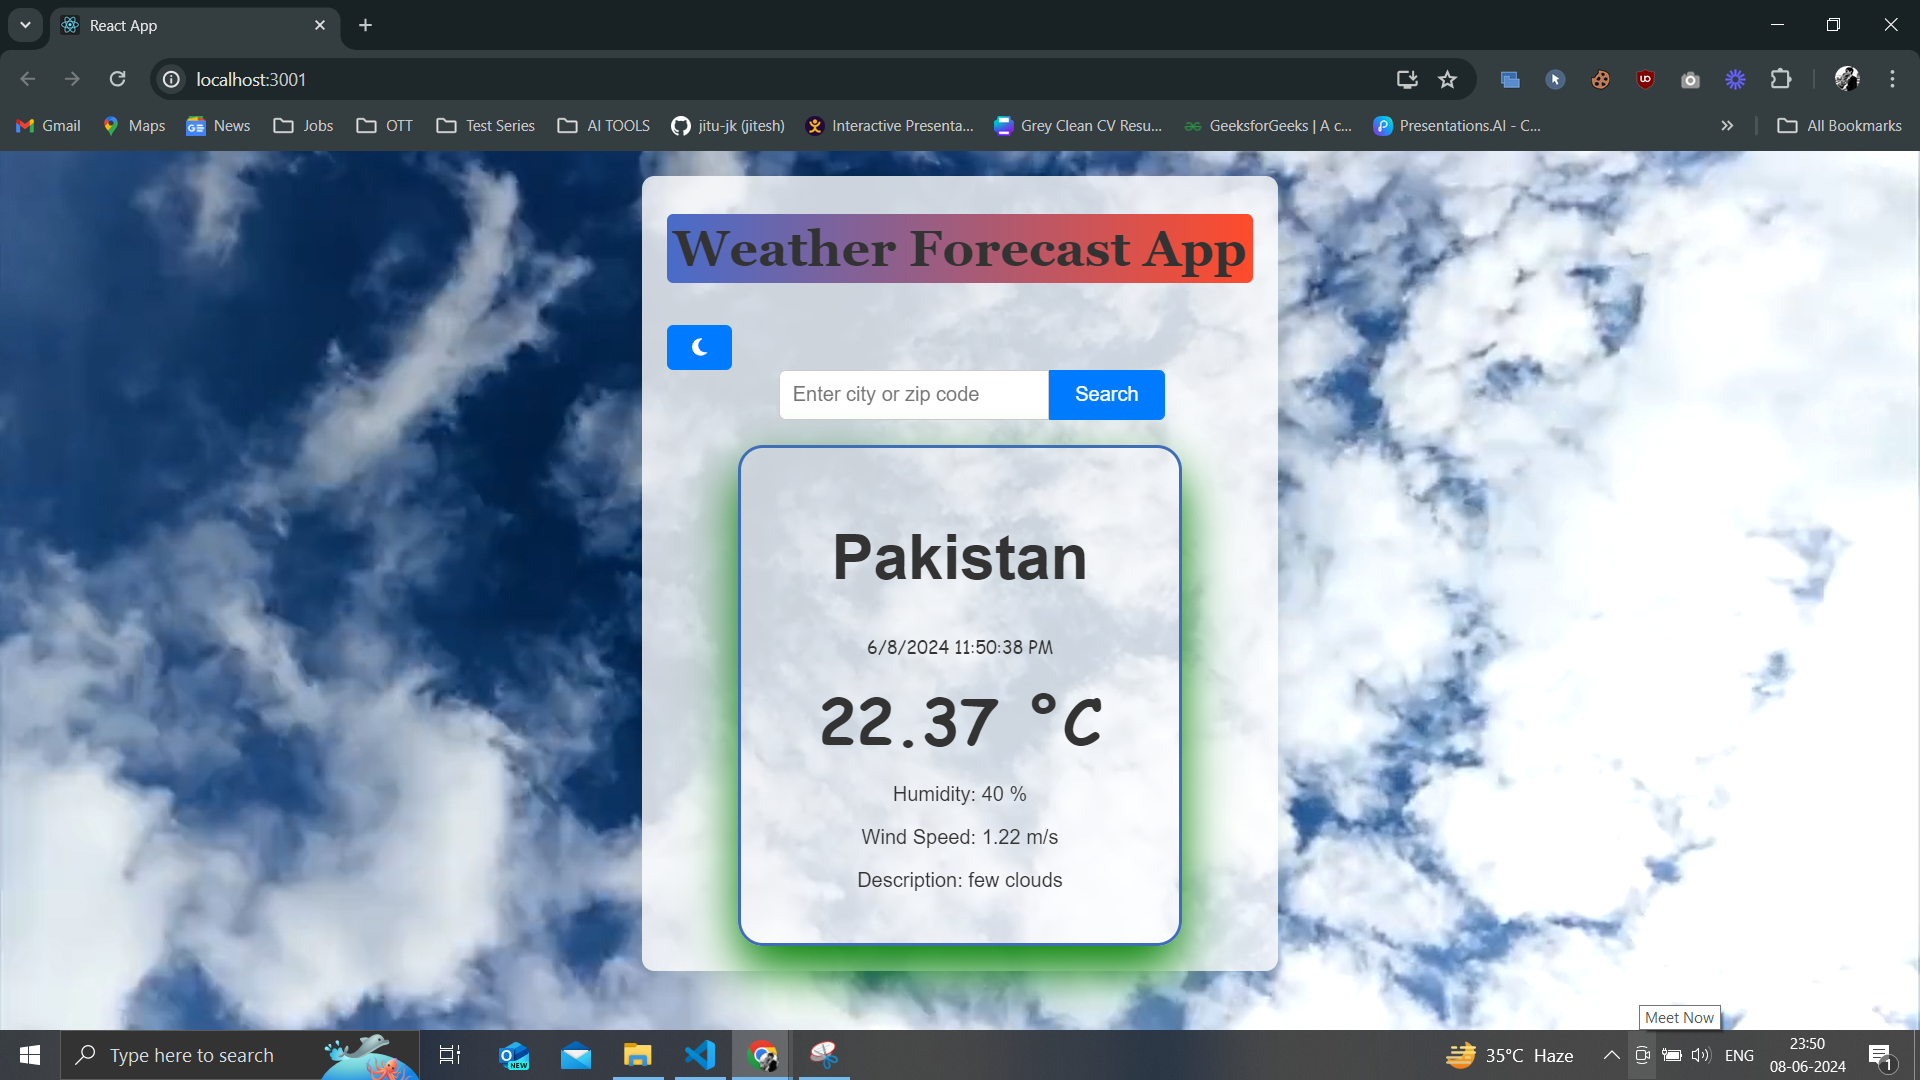 React App
localhost:3001
Gmail
Maps
News
Jobs
OTT
Test Series
AI TOOLS
jitu-jk (jitesh)
Interactive Presenta...
Grey Clean CV Resu...
GeeksforGeeks | A c...
Presentations.AI - C...
All Bookmarks
Weather Forecast App
Enter city or zip code
Search
Pakistan
6/8/2024 11:50:38 PM
22.37 °C
Humidity: 40 %
Wind Speed: 1.22 m/s
Description: few clouds
Meet Now
Type here to search
NEW
35°C Haze
ENG
23:50
08-06-2024
1